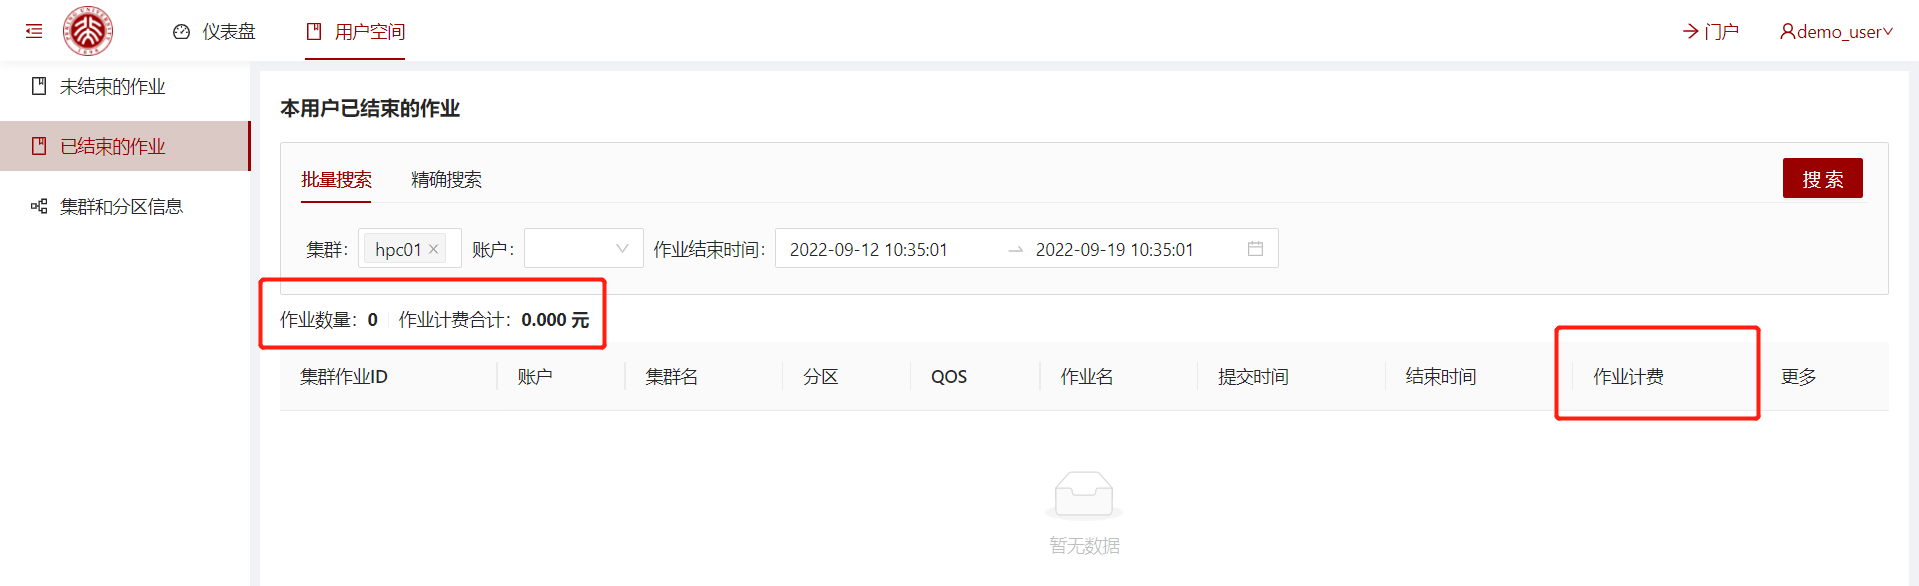 仪表盘 用户空间 门户 demo_user
未结束的作业
已结束的作业
集群和分区信息
本用户已结束的作业
批量搜索 精确搜索 搜 索
集群: hpc01 账户: 作业结束时间: 2022-09-12 10:35:01 2022-09-19 10:35:01
作业数量：0 作业计费合计：0.000 元
集群作业ID 账户 集群名 分区 QOS 作业名 提交时间 结束时间 作业计费 更多
暂无数据